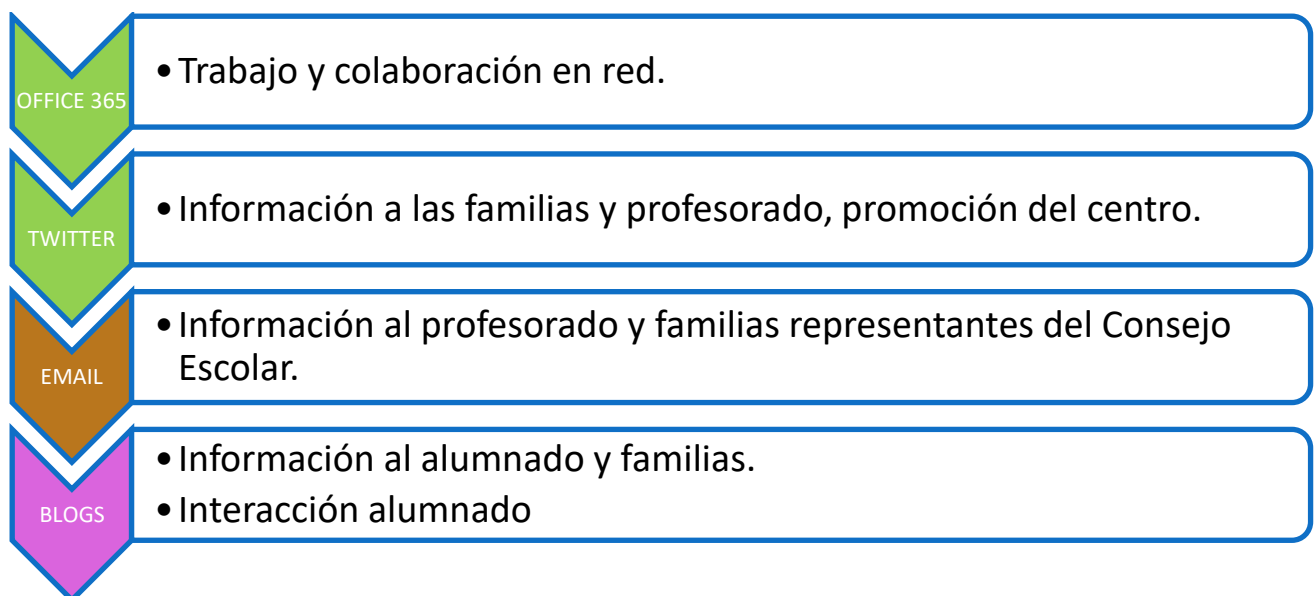 OFFICE 365
• Trabajo y colaboración en red.
TWITTER
• Información a las familias y profesorado, promoción del centro.
EMAIL
• Información al profesorado y familias representantes del Consejo
Escolar.
BLOGS
• Información al alumnado y familias.
• Interacción alumnado